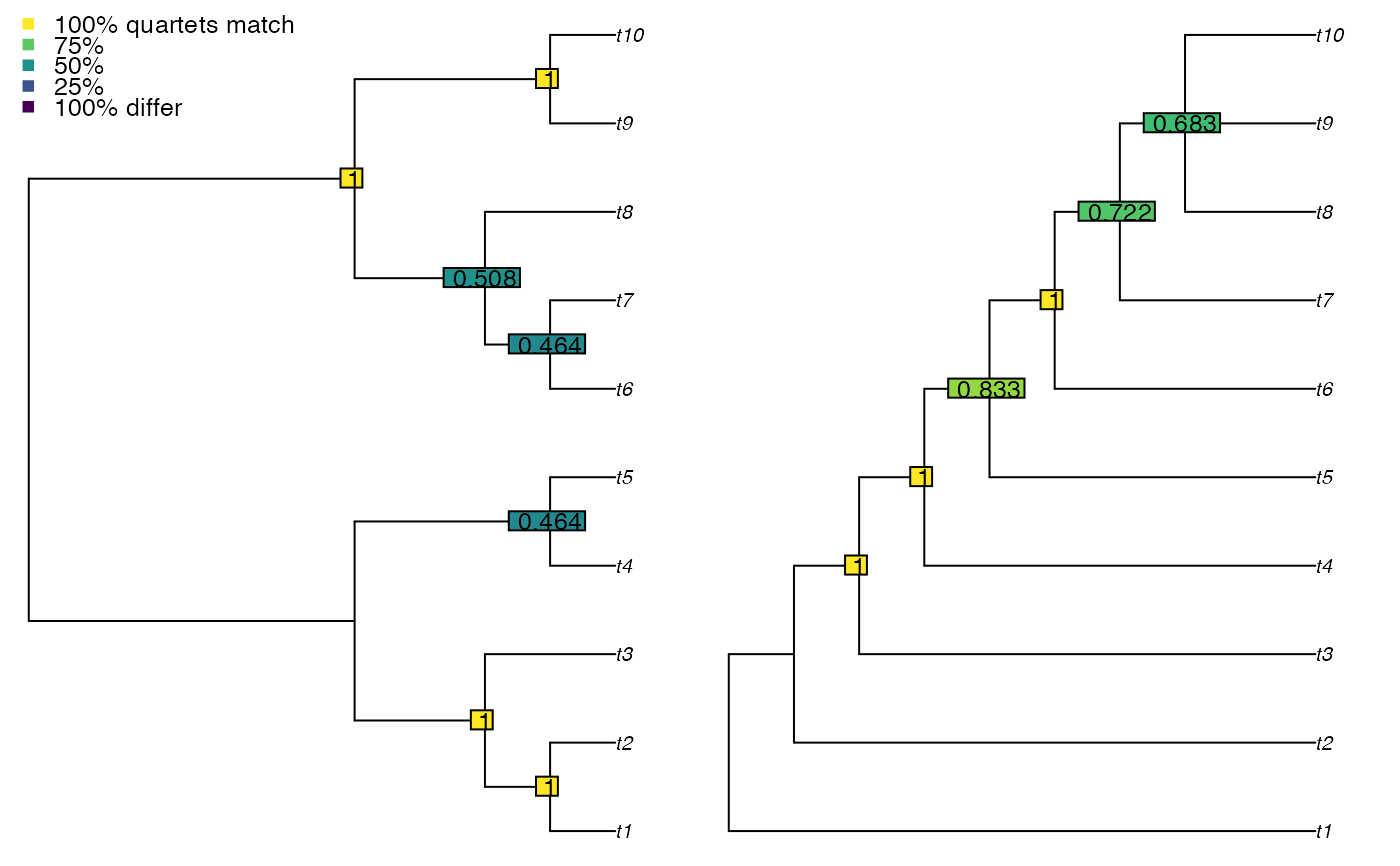 100% quartets match
75%
50%
25%
100% differ
t10
1
t9
1
t8
0.508
t7
0.464
t6
t5
0.464
t4
t3
1
t2
1
t1
t10
0.683
t9
0.722
t8
1
t7
0.833
t6
1
t5
1
t4
t3
t2
t1